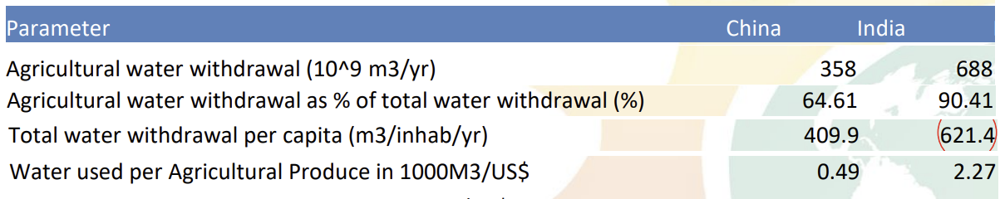 Parameter China India
Agricultural water withdrawal (10^9 m3/yr) 358 688
Agricultural water withdrawal as % of total water withdrawal (%) 64.61 90.41
Total water withdrawal per capita (m3/inhab/yr) 409.9 621.4
Water used per Agricultural Produce in 1000M3/US$ 0.49 2.27